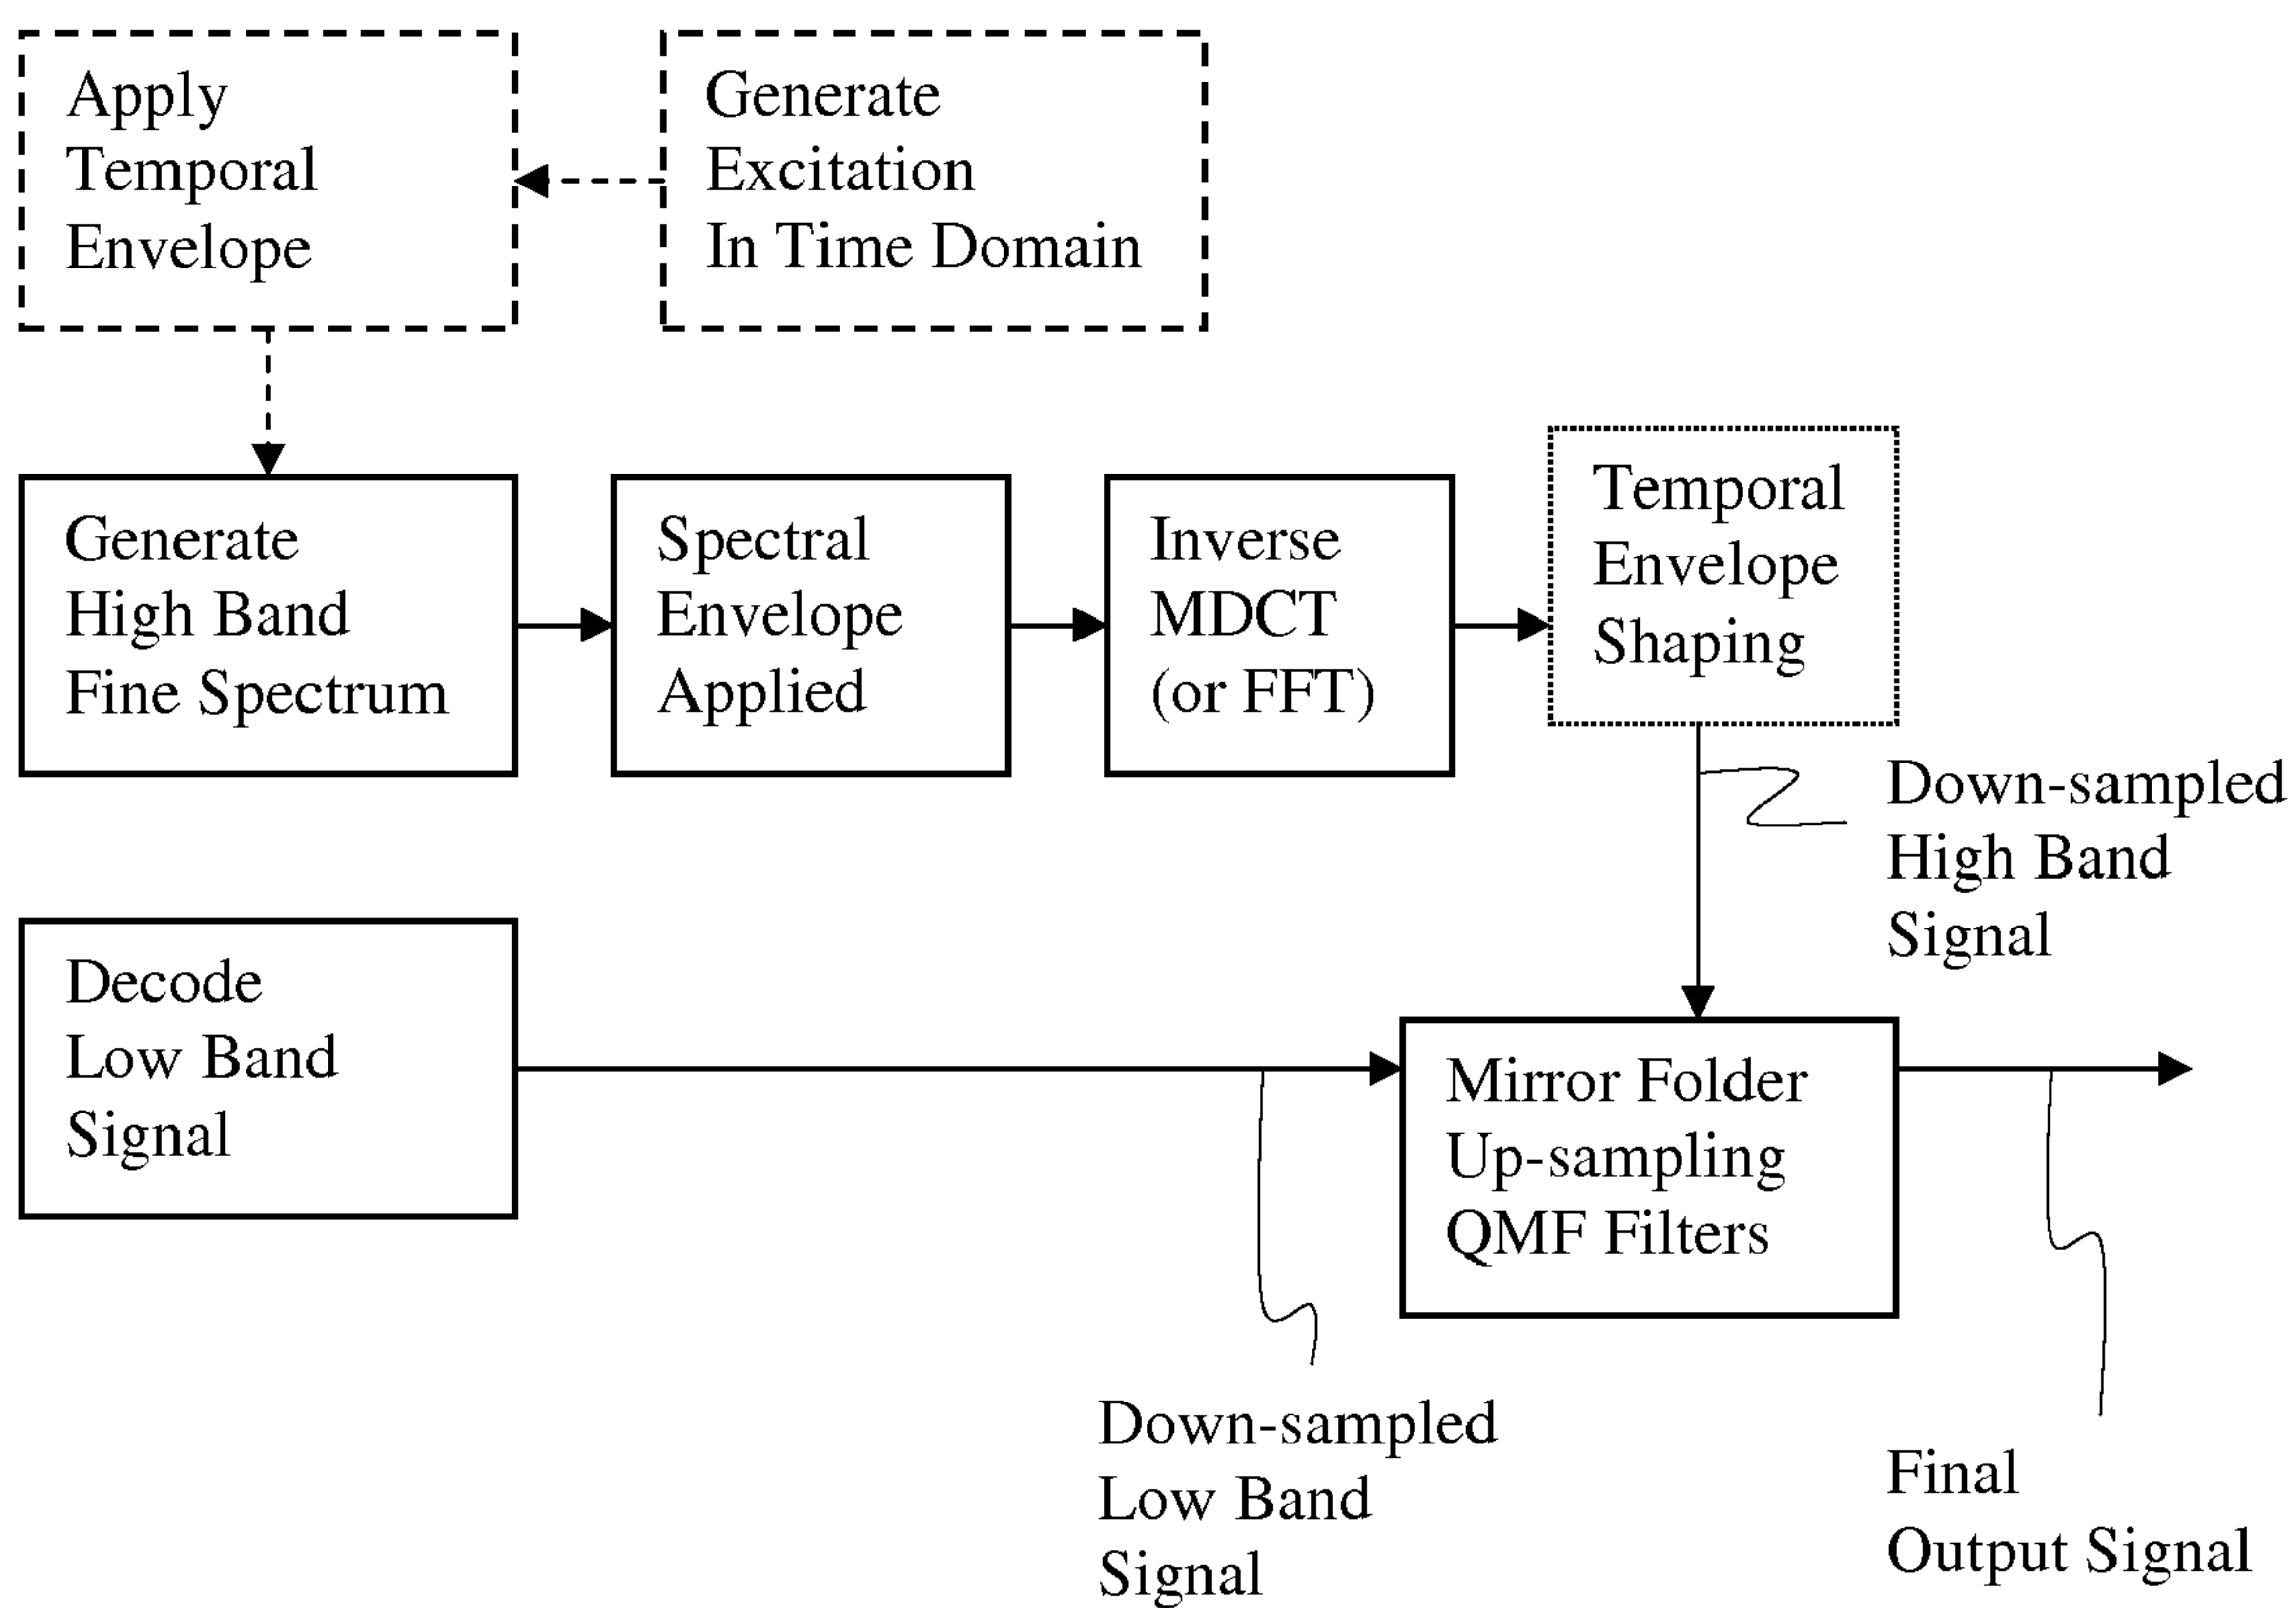 Apply
Temporal
Envelope
Generate
Excitation
In Time Domain
Generate
High Band
Fine Spectrum
Spectral
Envelope
Applied
Inverse
MDCT
(or FFT)
Temporal
Envelope
Shaping
Down-sampled
High Band
Signal
Decode
Low Band
Signal
Mirror Folder
Up-sampling
QMF Filters
Down-sampled
Low Band
Signal
Final
Output Signal